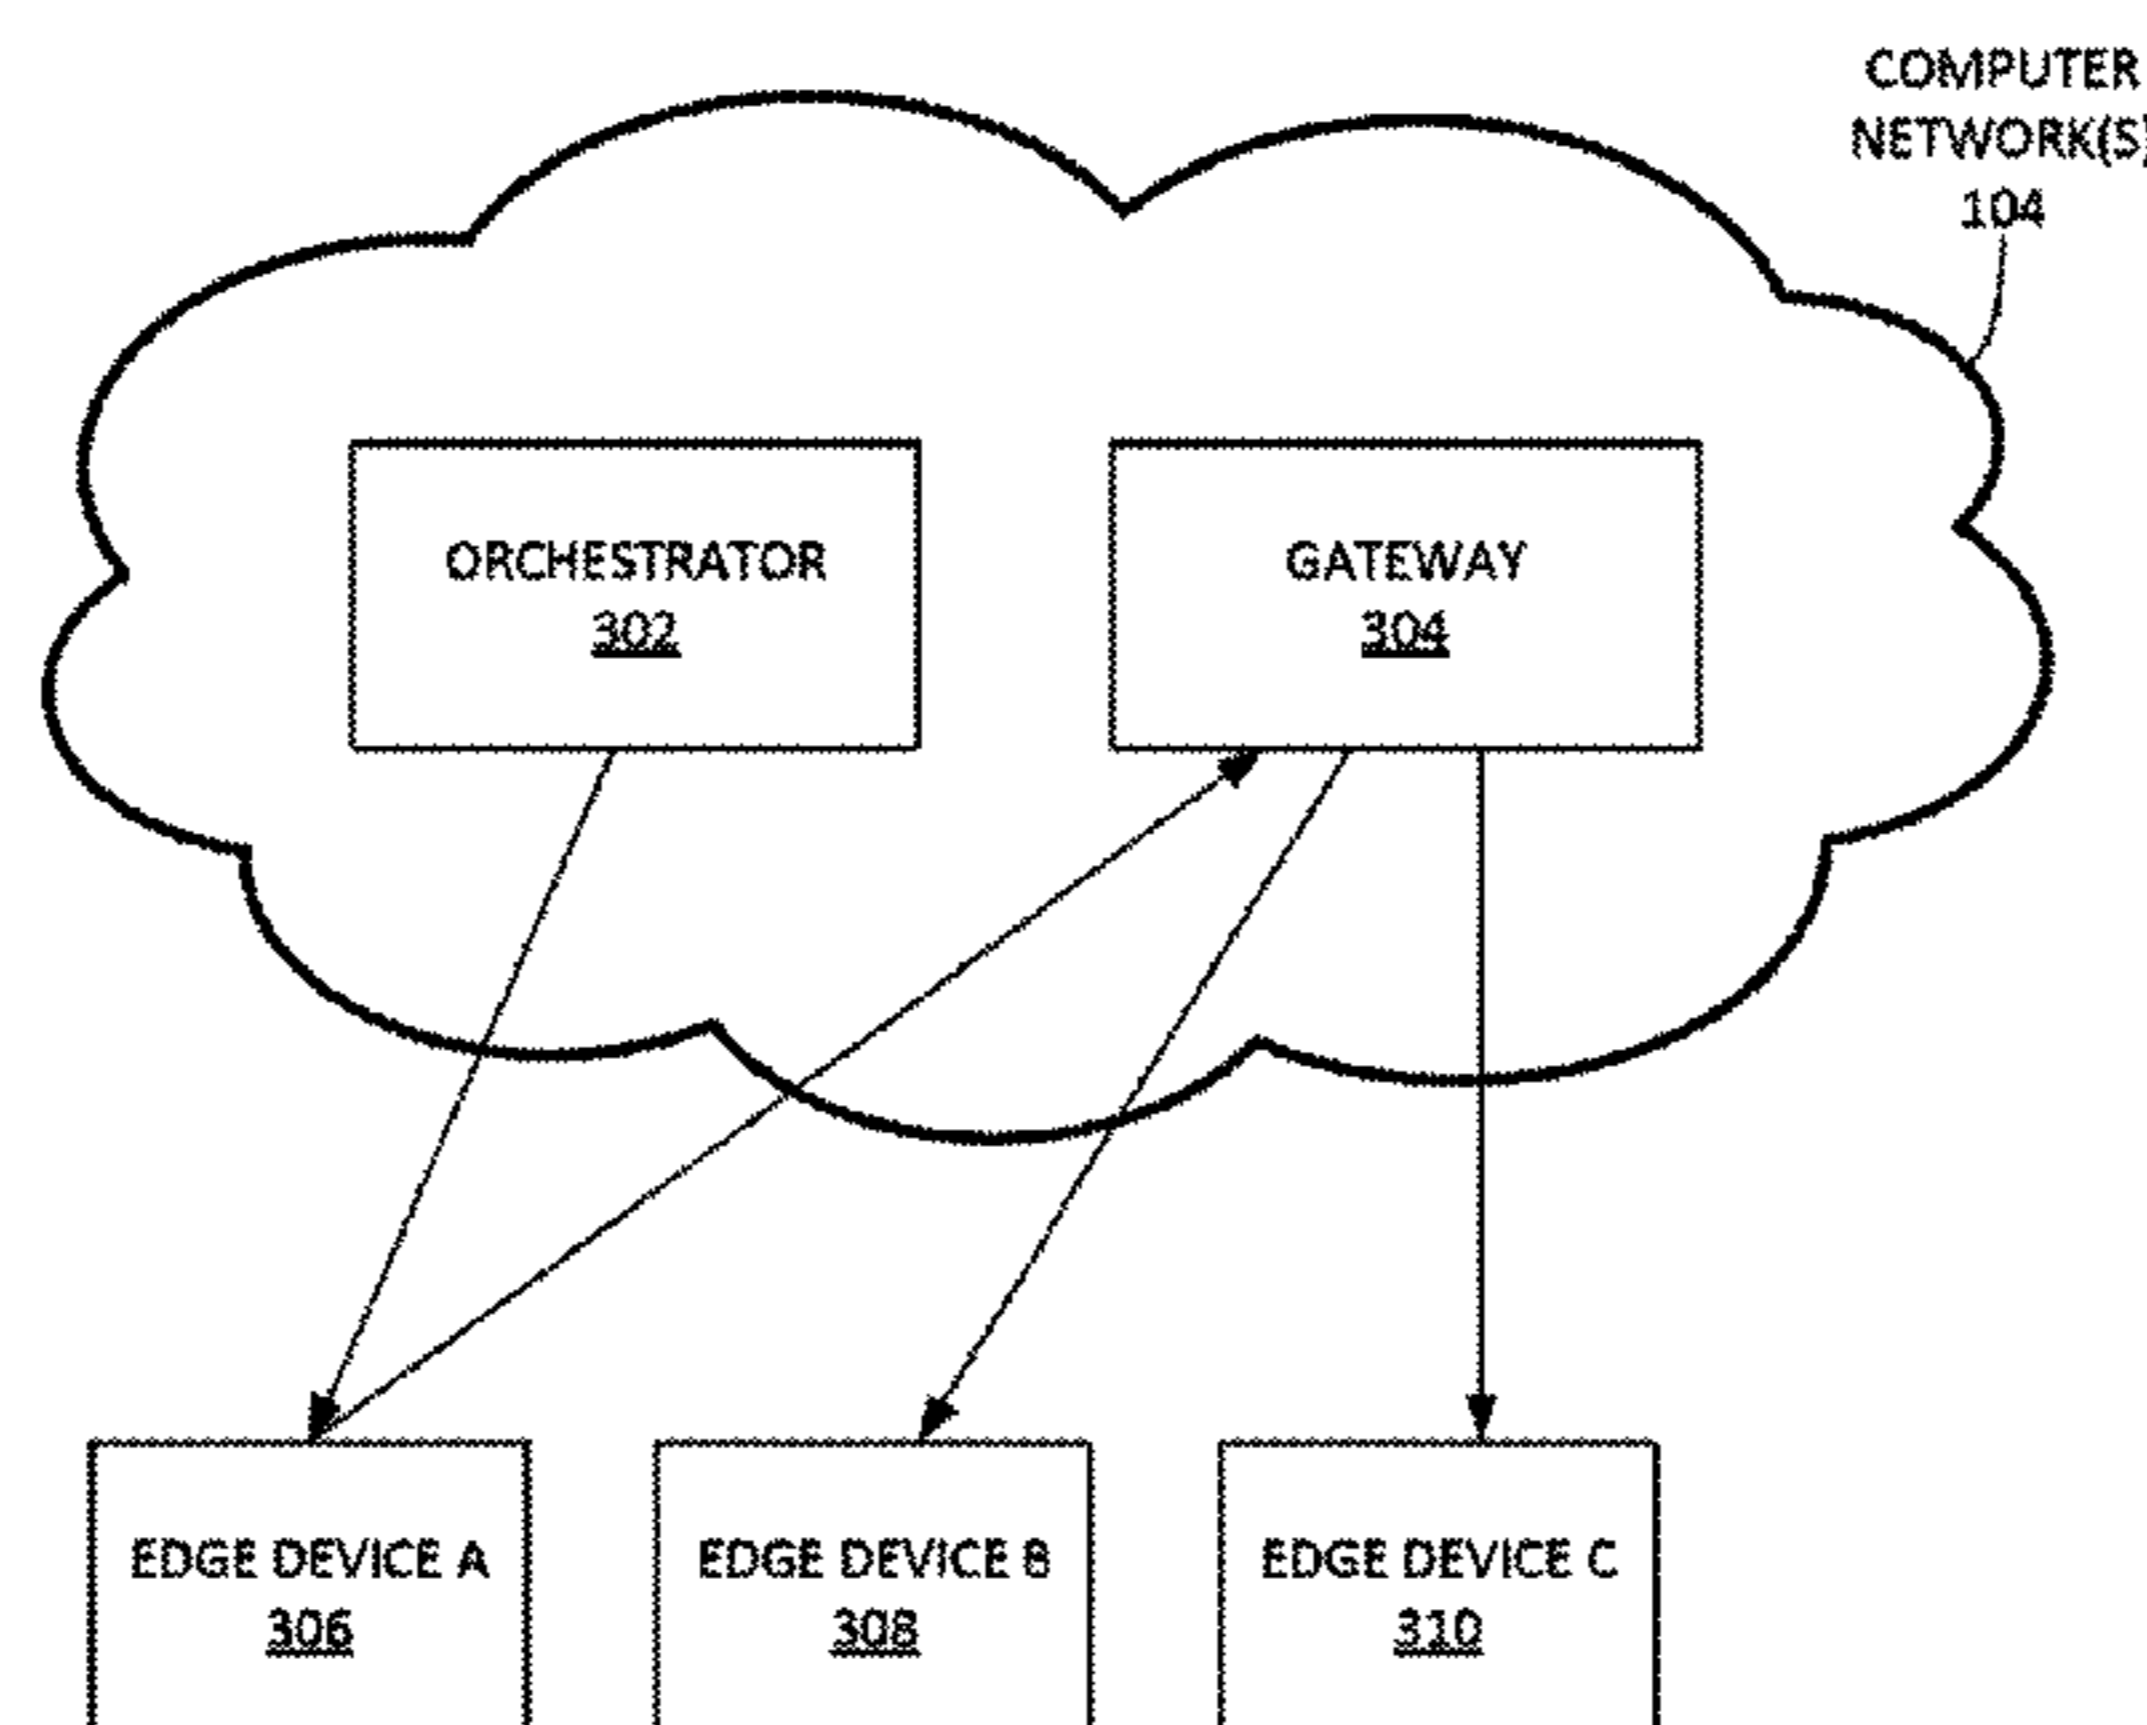 COMPUTER
NETWORK(S)
104
ORCHESTRATOR
302
GATEWAY
304
EDGE DEVICE A
306
EDGE DEVICE B
308
EDGE DEVICE C
310